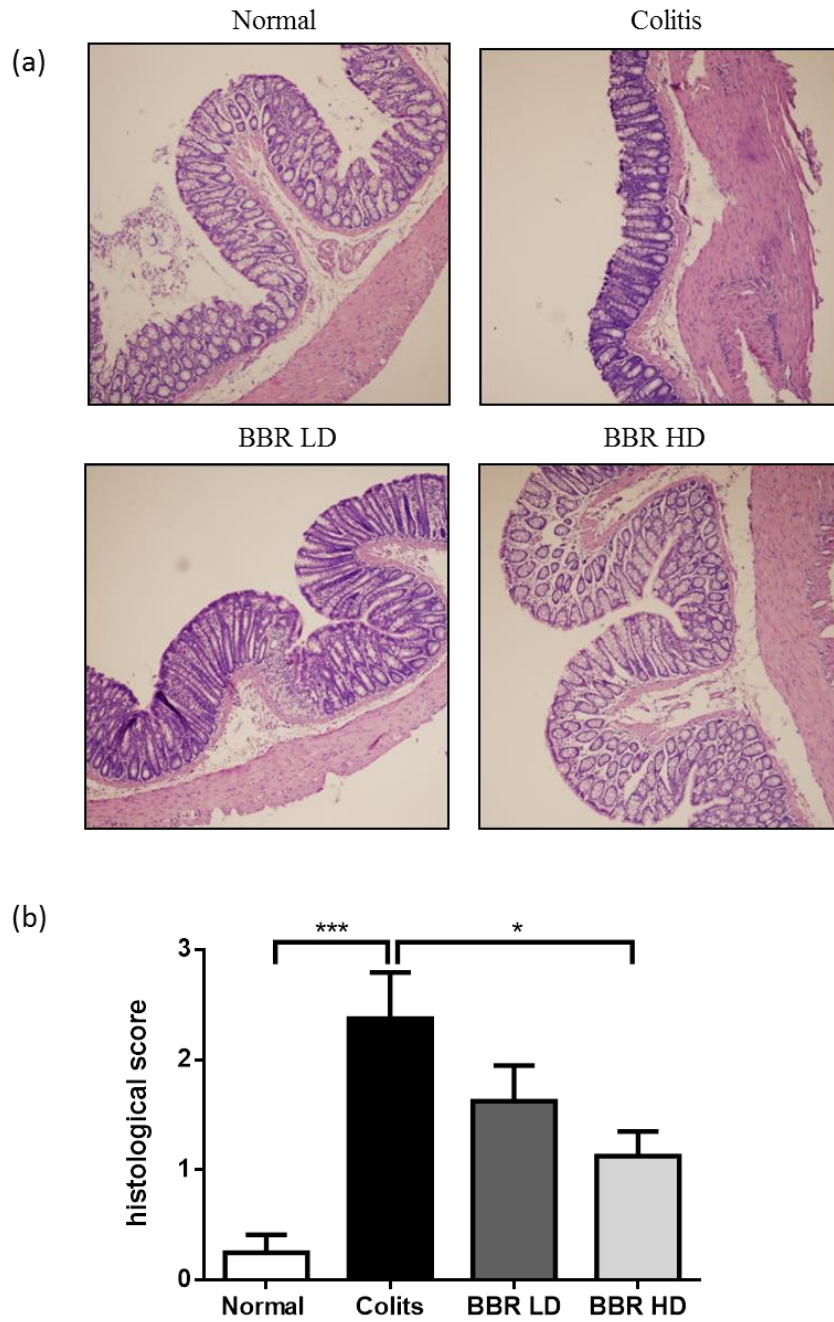 Normal Colitis
(a)
BBR LD BBR HD
(b)
*** *
3
2
1
0
histological score
Normal Colits BBR LD BBR HD